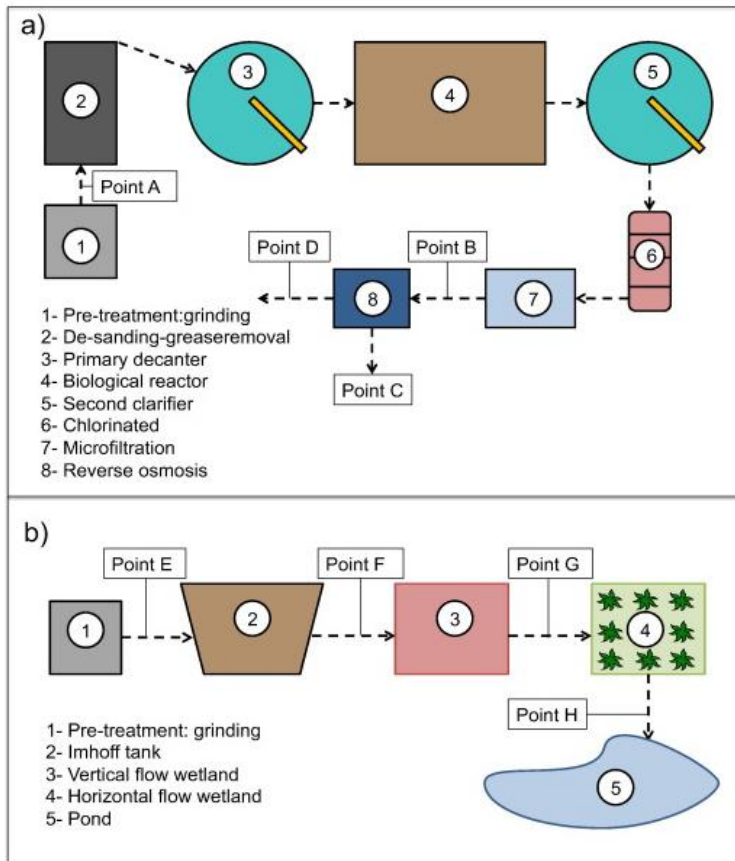 a)
2
3
4
5
Point A
1
Point D
Point B
6
8
7
Point C
1- Pre-treatment:grinding
2- De-sanding-greaseremoval
3- Primary decanter
4- Biological reactor
5- Second clarifier
6- Chlorinated
7- Microfiltration
8- Reverse osmosis
b)
Point E
Point F
Point G
1
2
3
4
Point H
1- Pre-treatment: grinding
2- Imhoff tank
3- Vertical flow wetland
4- Horizontal flow wetland
5- Pond
5